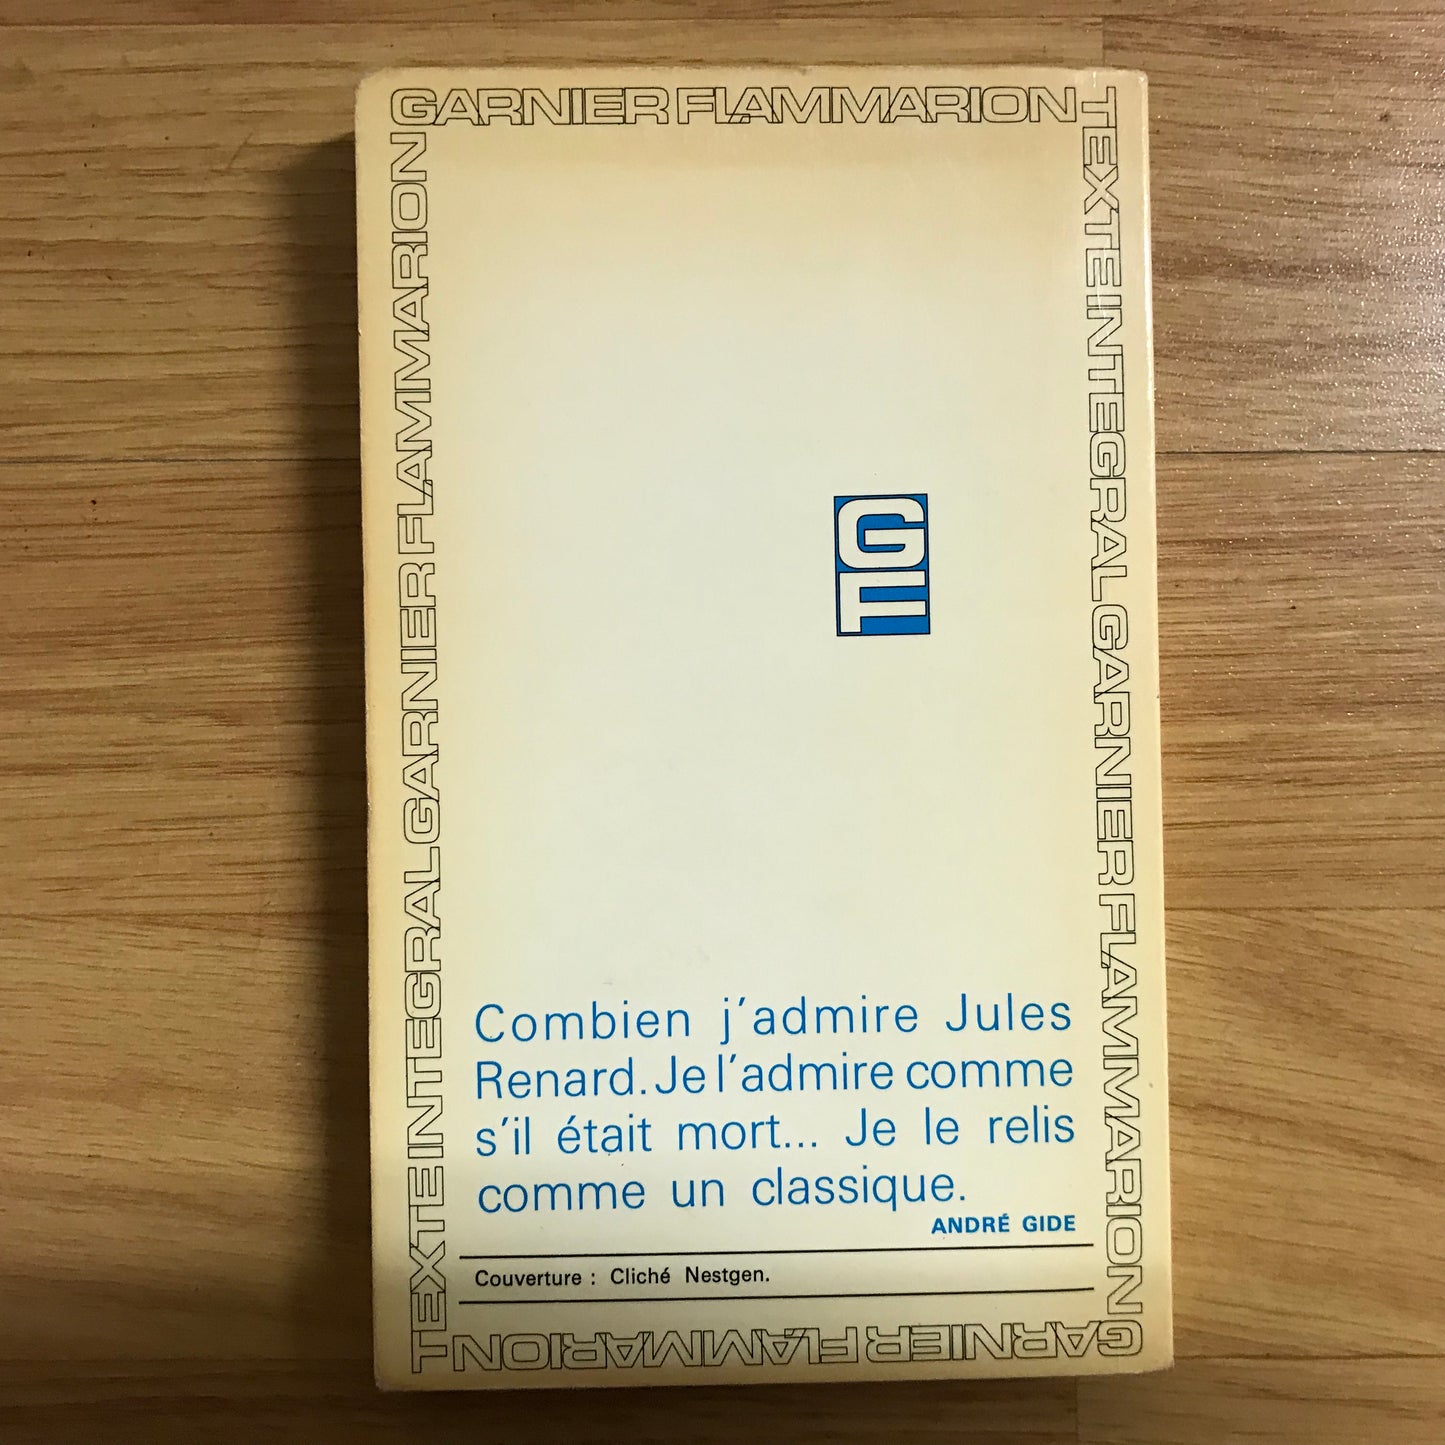 GARNIER FLAMMARION
TEXTE INTEGRAL GARNIER FLAMMARION
GARNIER FLAMMARION
TEXTE INTEGRAL GARNIER FLAMMARION
GF
Combien j'admire Jules
Renard. Je l'admire comme
s'il était mort... Je le relis
comme un classique.
ANDRÉ GIDE
Couverture : Cliché Nestgen.